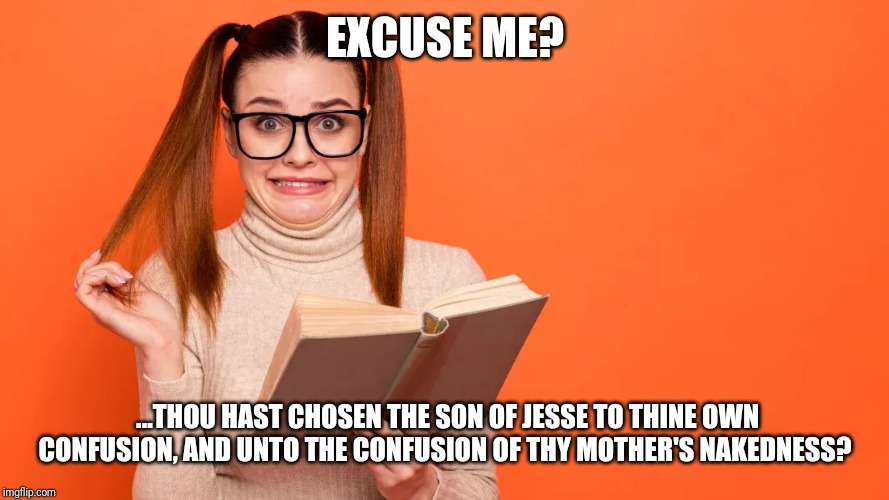 EXCUSE ME?
...THOU HAST CHOSEN THE SON OF JESSE TO THINE OWN
CONFUSION, AND UNTO THE CONFUSION OF THY MOTHER'S NAKEDNESS?
imgflip.com